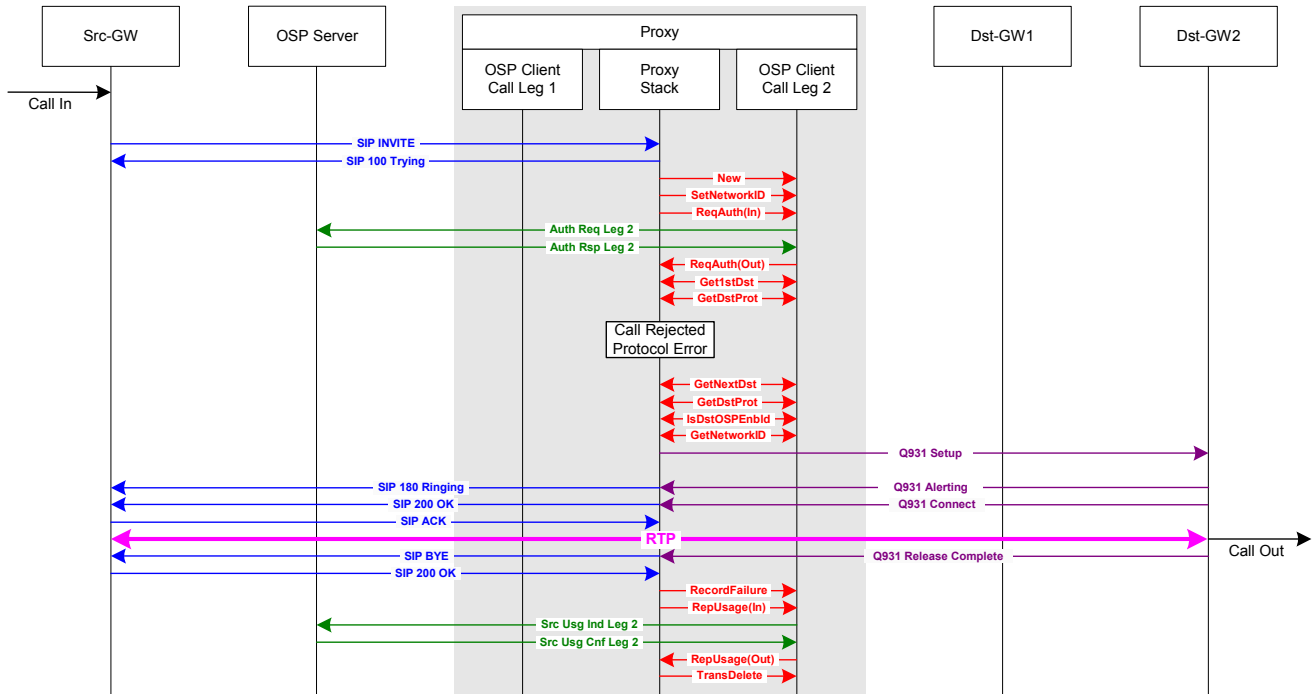 Src-GW
OSP Server
Proxy
Dst-GW1
Dst-GW2
OSP Client
Call Leg 1
Proxy
Stack
OSP Client
Call Leg 2
Call In
SIP INVITE
SIP 100 Trying
New
SetNetworkID
ReqAuth(In)
Auth Req Leg 2
Auth Rsp Leg 2
ReqAuth(Out)
Get1stDst
GetDstProt
Call Rejected
Protocol Error
GetNextDst
GetDstProt
IsDstOSPEnbld
GetNetworkID
Q931 Setup
SIP 180 Ringing
Q931 Alerting
SIP 200 OK
Q931 Connect
SIP ACK
RTP
Call Out
SIP BYE
Q931 Release Complete
SIP 200 OK
RecordFailure
RepUsage(In)
Src Usg Ind Leg 2
Src Usg Cnf Leg 2
RepUsage(Out)
TransDelete